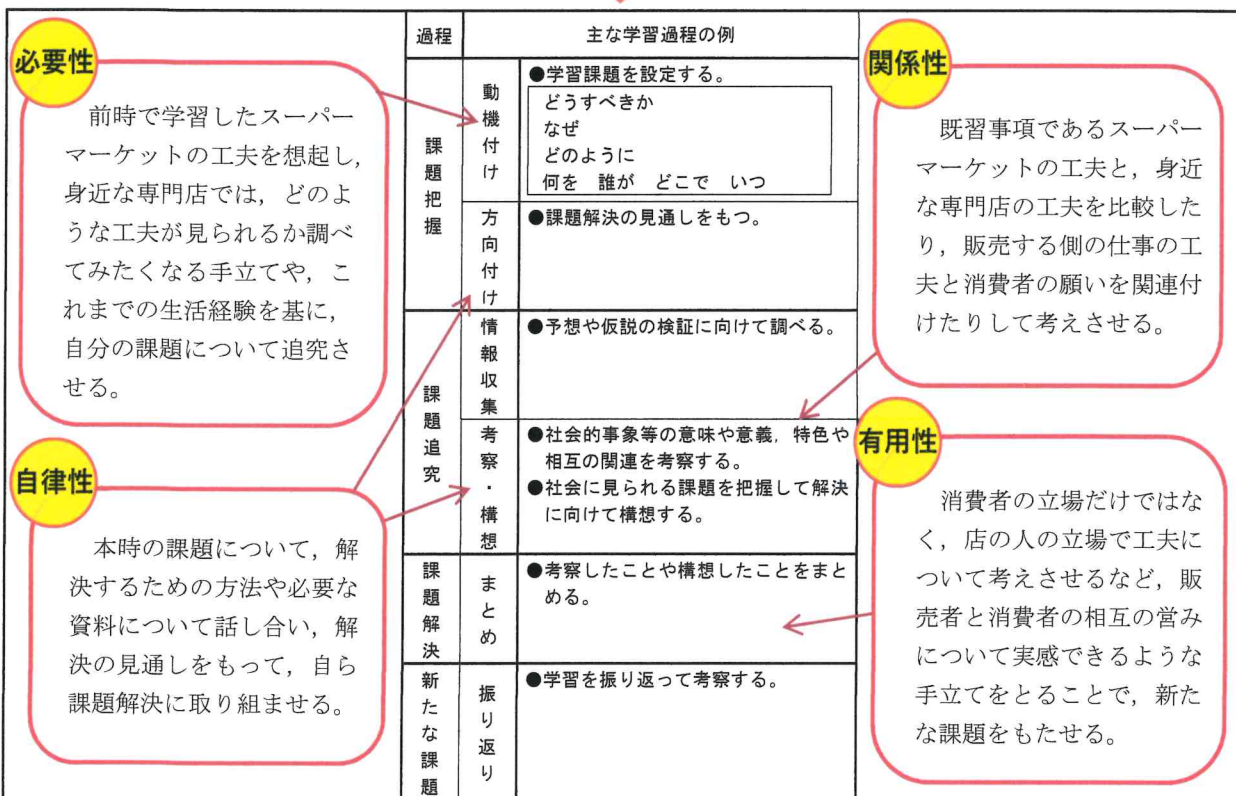 必要性
前時で学習したスーパー
マーケットの工夫を想起し，
身近な専門店では，どのよ
うな工夫が見られるか調べ
てみたくなる手立てや，こ
れまでの生活経験を基に，
自分の課題について追究さ
せる。
自律性
本時の課題について，解
決するための方法や必要な
資料について話し合い，解
決の見通しをもって，自ら
課題解決に取り組ませる。
過程
主な学習過程の例
課題把握
動機付け
●学習課題を設定する。
どうすべきか
なぜ
どのように
何を　誰が　どこで　いつ
方向付け
●課題解決の見通しをもつ。
課題追究
情報収集
●予想や仮説の検証に向けて調べる。
考察・構想
●社会的事象等の意味や意義，特色や
相互の関連を考察する。
●社会に見られる課題を把握して解決
に向けて構想する。
課題解決
まとめ
●考察したことや構想したことをまと
める。
新たな課題
振り返り
●学習を振り返って考察する。
関係性
既習事項であるスーパー
マーケットの工夫と，身近
な専門店の工夫を比較した
り，販売する側の仕事の工
夫と消費者の願いを関連付
けたりして考えさせる。
有用性
消費者の立場だけではな
く，店の人の立場で工夫に
ついて考えさせるなど，販
売者と消費者の相互の営み
について実感できるような
手立てをとることで，新た
な課題をもたせる。